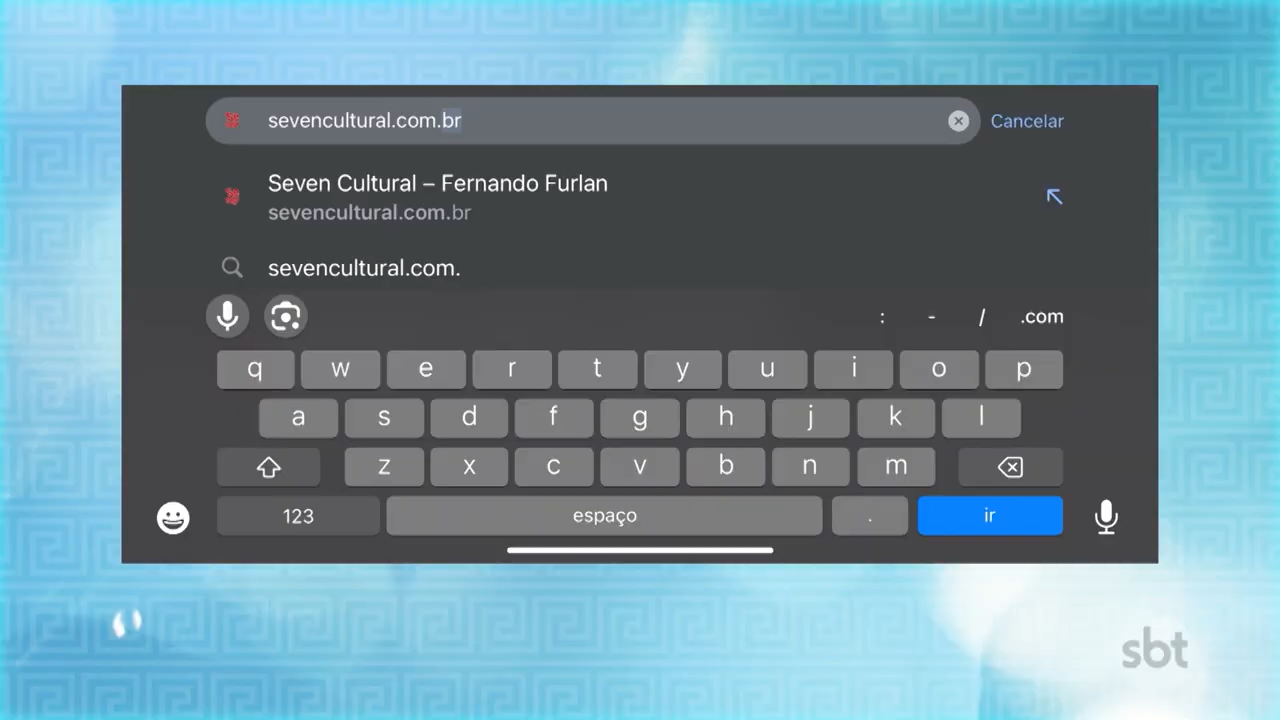 sevencultural.com.br
Cancelar
Seven Cultural – Fernando Furlan
sevencultural.com.br
sevencultural.com.
: - / .com
q w e r t y u i o p
a s d f g h j k l
z x c v b n m
123 espaço . ir
sbt